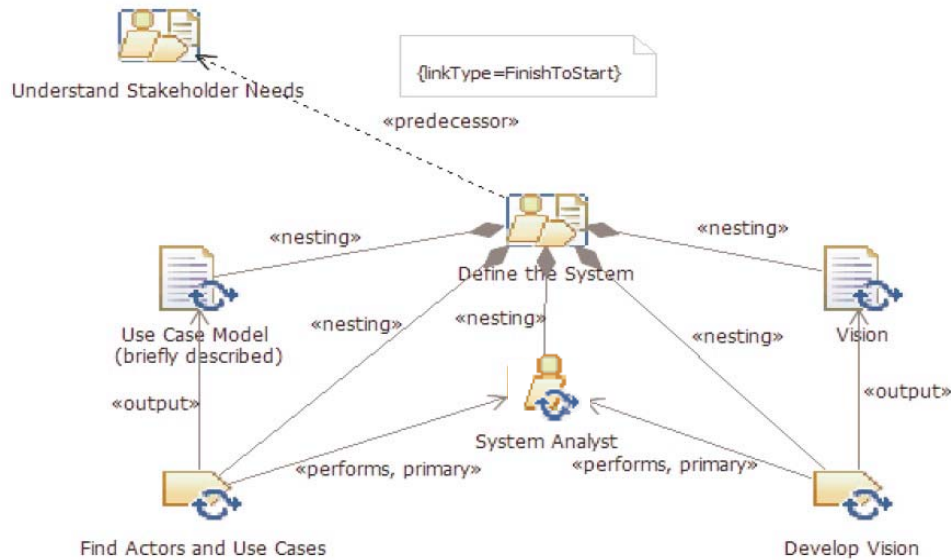 {linkType=FinishToStart}
Understand Stakeholder Needs
«predecessor»
«nesting»
«nesting»
Define the System
«nesting»
«nesting»
«nesting»
Use Case Model
(briefly described)
Vision
«output»
«output»
System Analyst
«performs, primary»
«performs, primary»
Find Actors and Use Cases
Develop Vision